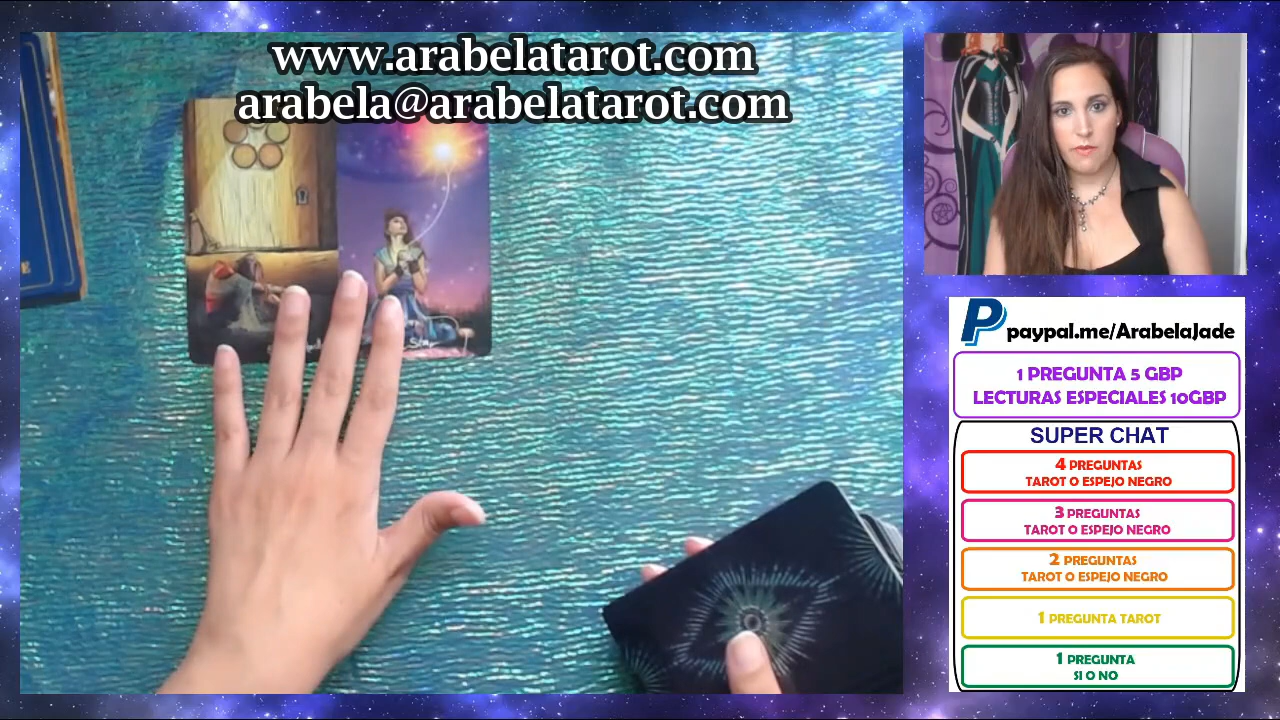 www.arabelatarot.com
arabela@arabelatarot.com
Star
paypal.me/ArabelaJade
1 PREGUNTA 5 GBP
LECTURAS ESPECIALES 10GBP
SUPER CHAT
4 PREGUNTAS
TAROT O ESPEJO NEGRO
3 PREGUNTAS
TAROT O ESPEJO NEGRO
2 PREGUNTAS
TAROT O ESPEJO NEGRO
1 PREGUNTA TAROT
1 PREGUNTA
SI O NO